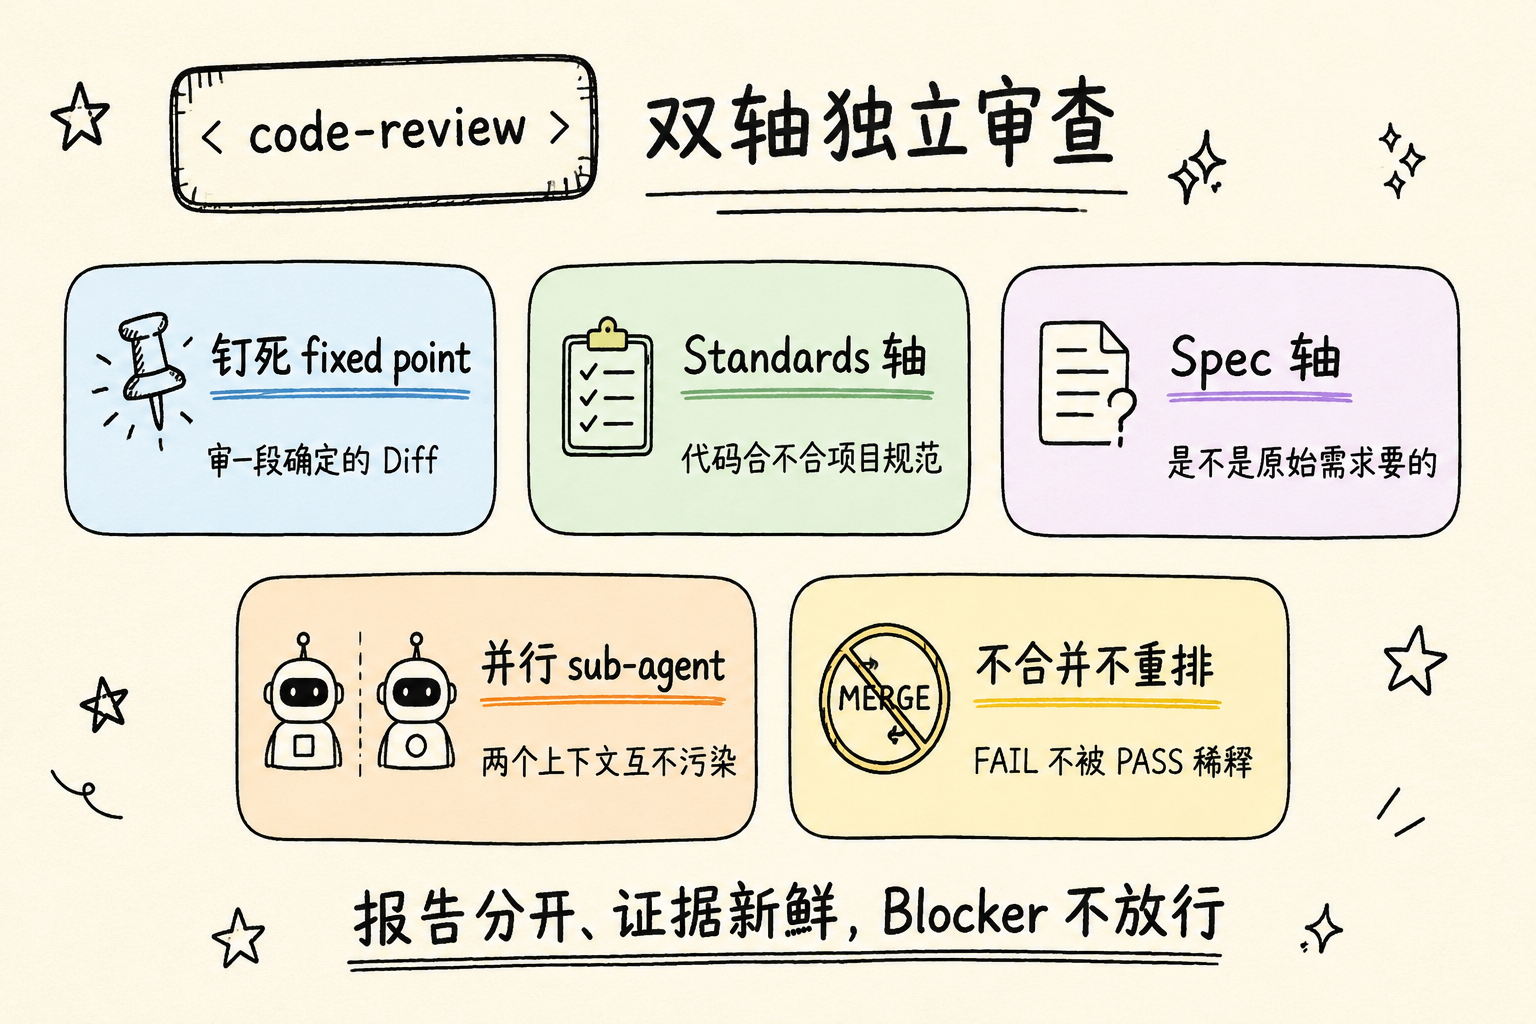 < code-review >
双轴独立审查
钉死 fixed point
审一段确定的 Diff
Standards 轴
代码合不合项目规范
Spec 轴
是不是原始需求要的
并行 sub-agent
两个上下文互不污染
MERGE
不合并不重排
FAIL 不被 PASS 稀释
报告分开、证据新鲜, Blocker 不放行